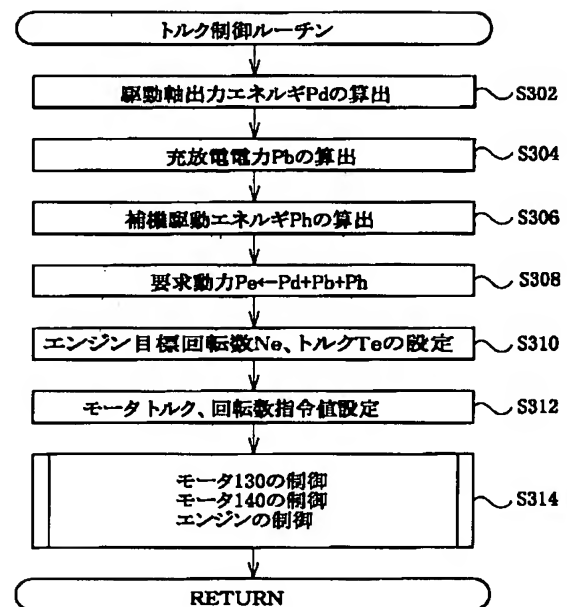 トルク制御ルーチン
駆動軸出力エネルギPdの算出
S302
充放電電力Pbの算出
S304
補機駆動エネルギPhの算出
S306
要求動力Pe←Pd+Pb+Ph
S308
エンジン目標回転数Ne、トルクTeの設定
S310
モータトルク、回転数指令値設定
S312
モータ130の制御
モータ140の制御
エンジンの制御
S314
RETURN